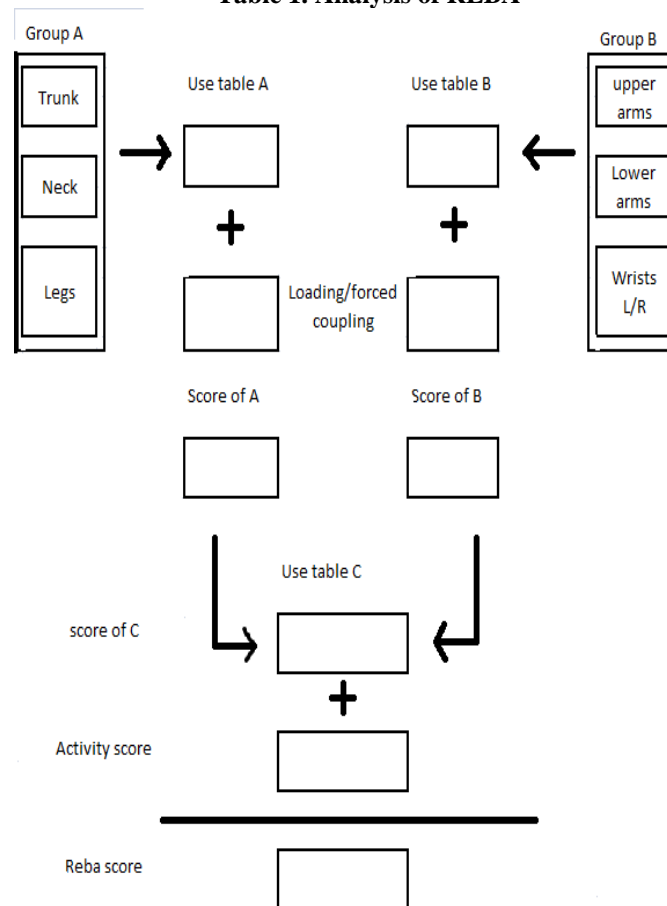 Table 1. Analysis of REBA
Group A
Group B
Trunk
Use table A
Use table B
upper
arms
Neck
Lower
arms
Legs
Loading/forced
coupling
Wrists
L/R
Score of A
Score of B
Use table C
score of C
Activity score
Reba score